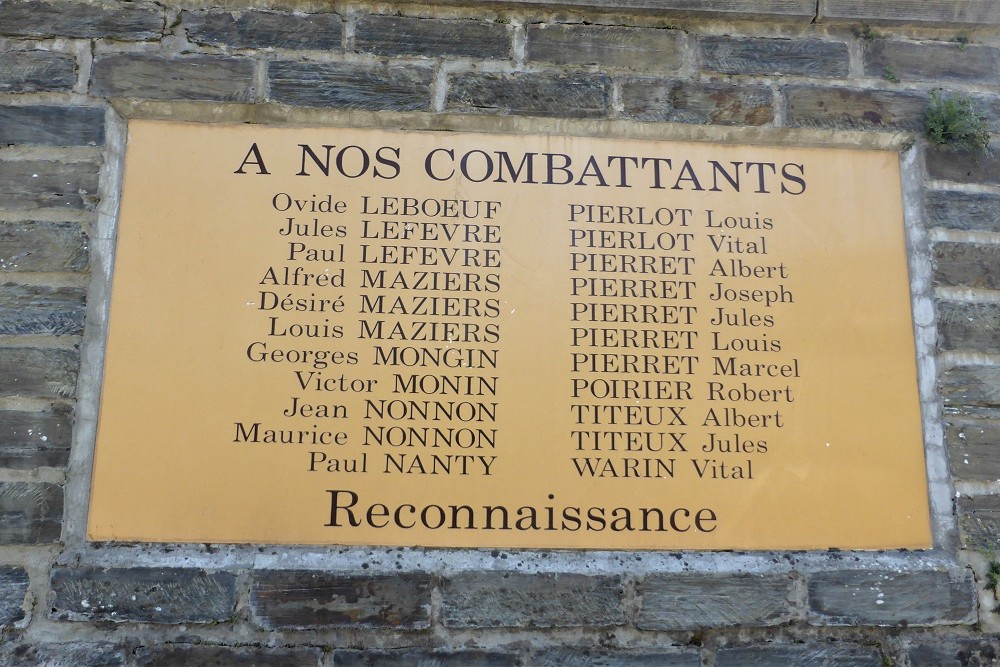 A NOS COMBATTANTS
Ovide LEBOEUF
Jules LEFEVRE
Paul LEFEVRE
Alfred MAZIERS
Désiré MAZIERS
Louis MAZIERS
Georges MONGIN
Victor MONIN
Jean NONNON
Maurice NONNON
Paul NANTY
PIERLOT Louis
PIERLOT Vital
PIERRET Albert
PIERRET Joseph
PIERRET Jules
PIERRET Louis
PIERRET Marcel
POIRIER Robert
TITEUX Albert
TITEUX Jules
WARIN Vital
Reconnaissance